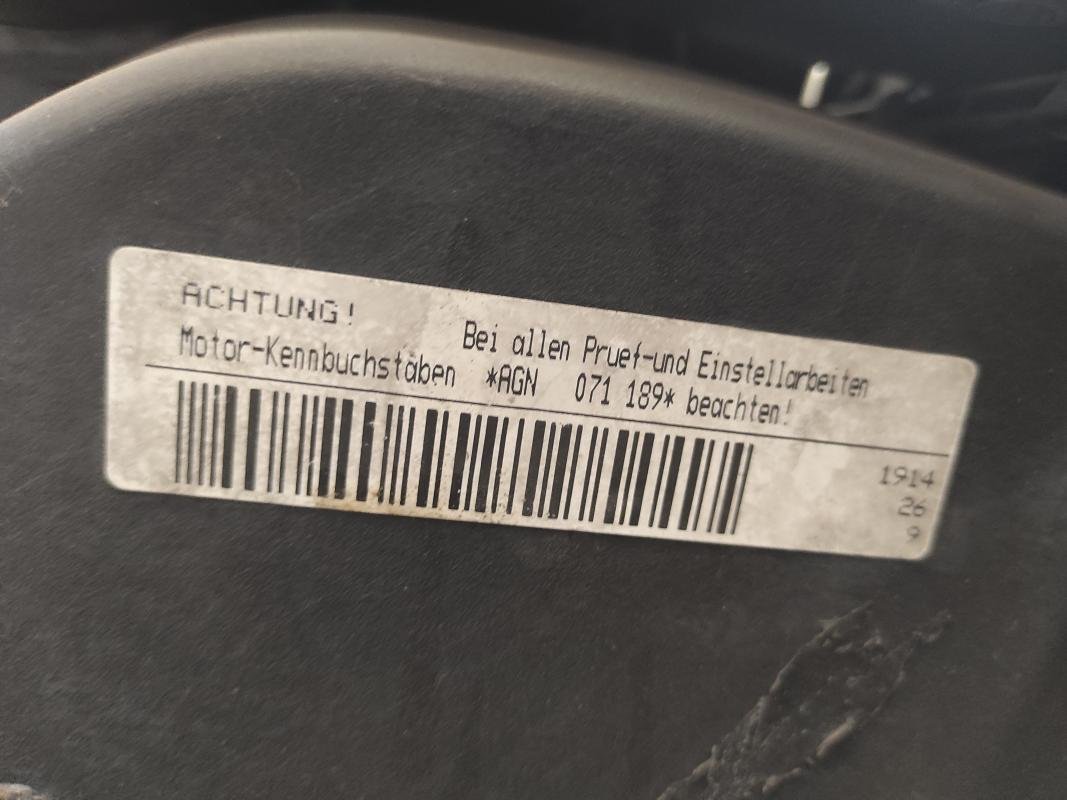 ACHTUNG!
Bei allen Pruef-und Einstellarbeiten
Motor-Kennbuchstaben *AGN 071 189* beachten!
1914
26
9